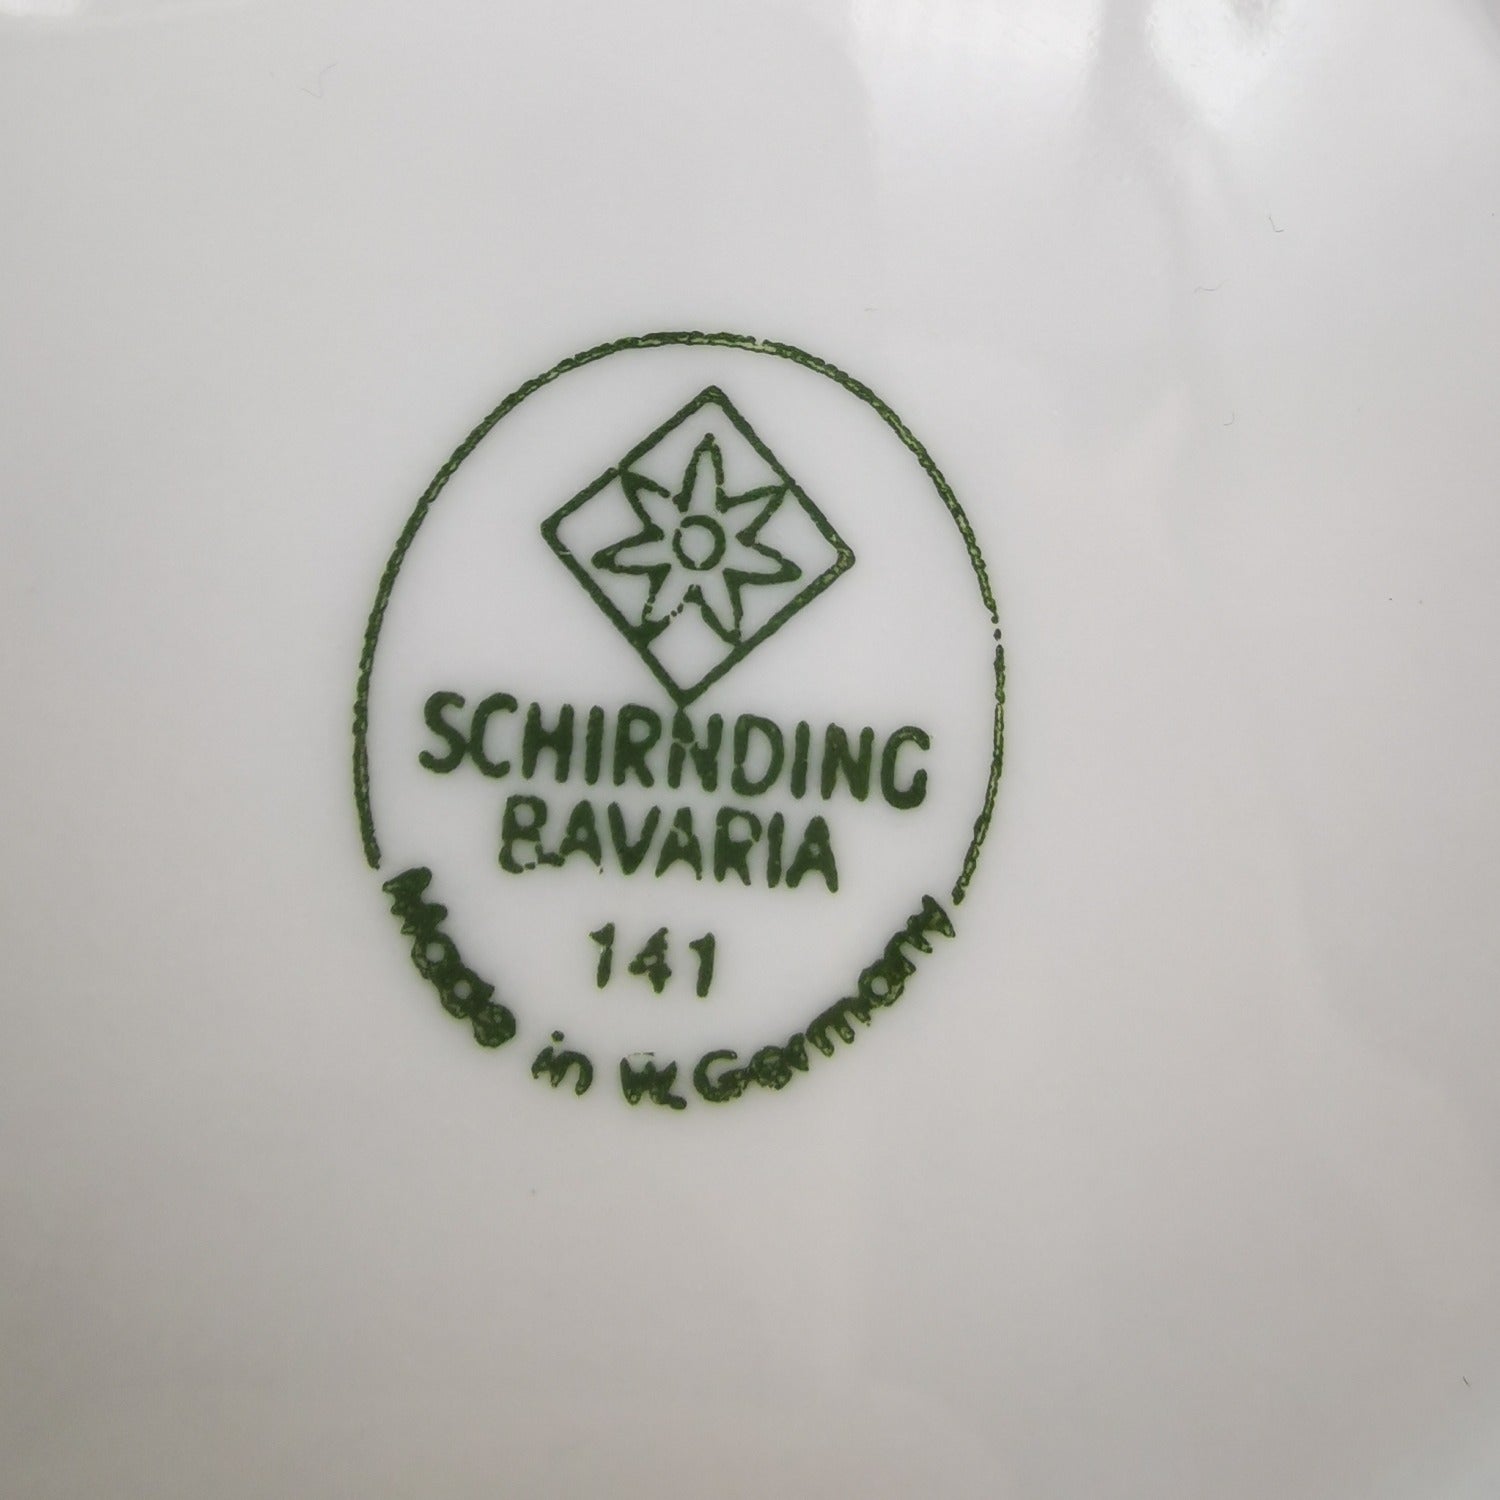 SCHIRNDING
BAVARIA
141
Made in W. Germany